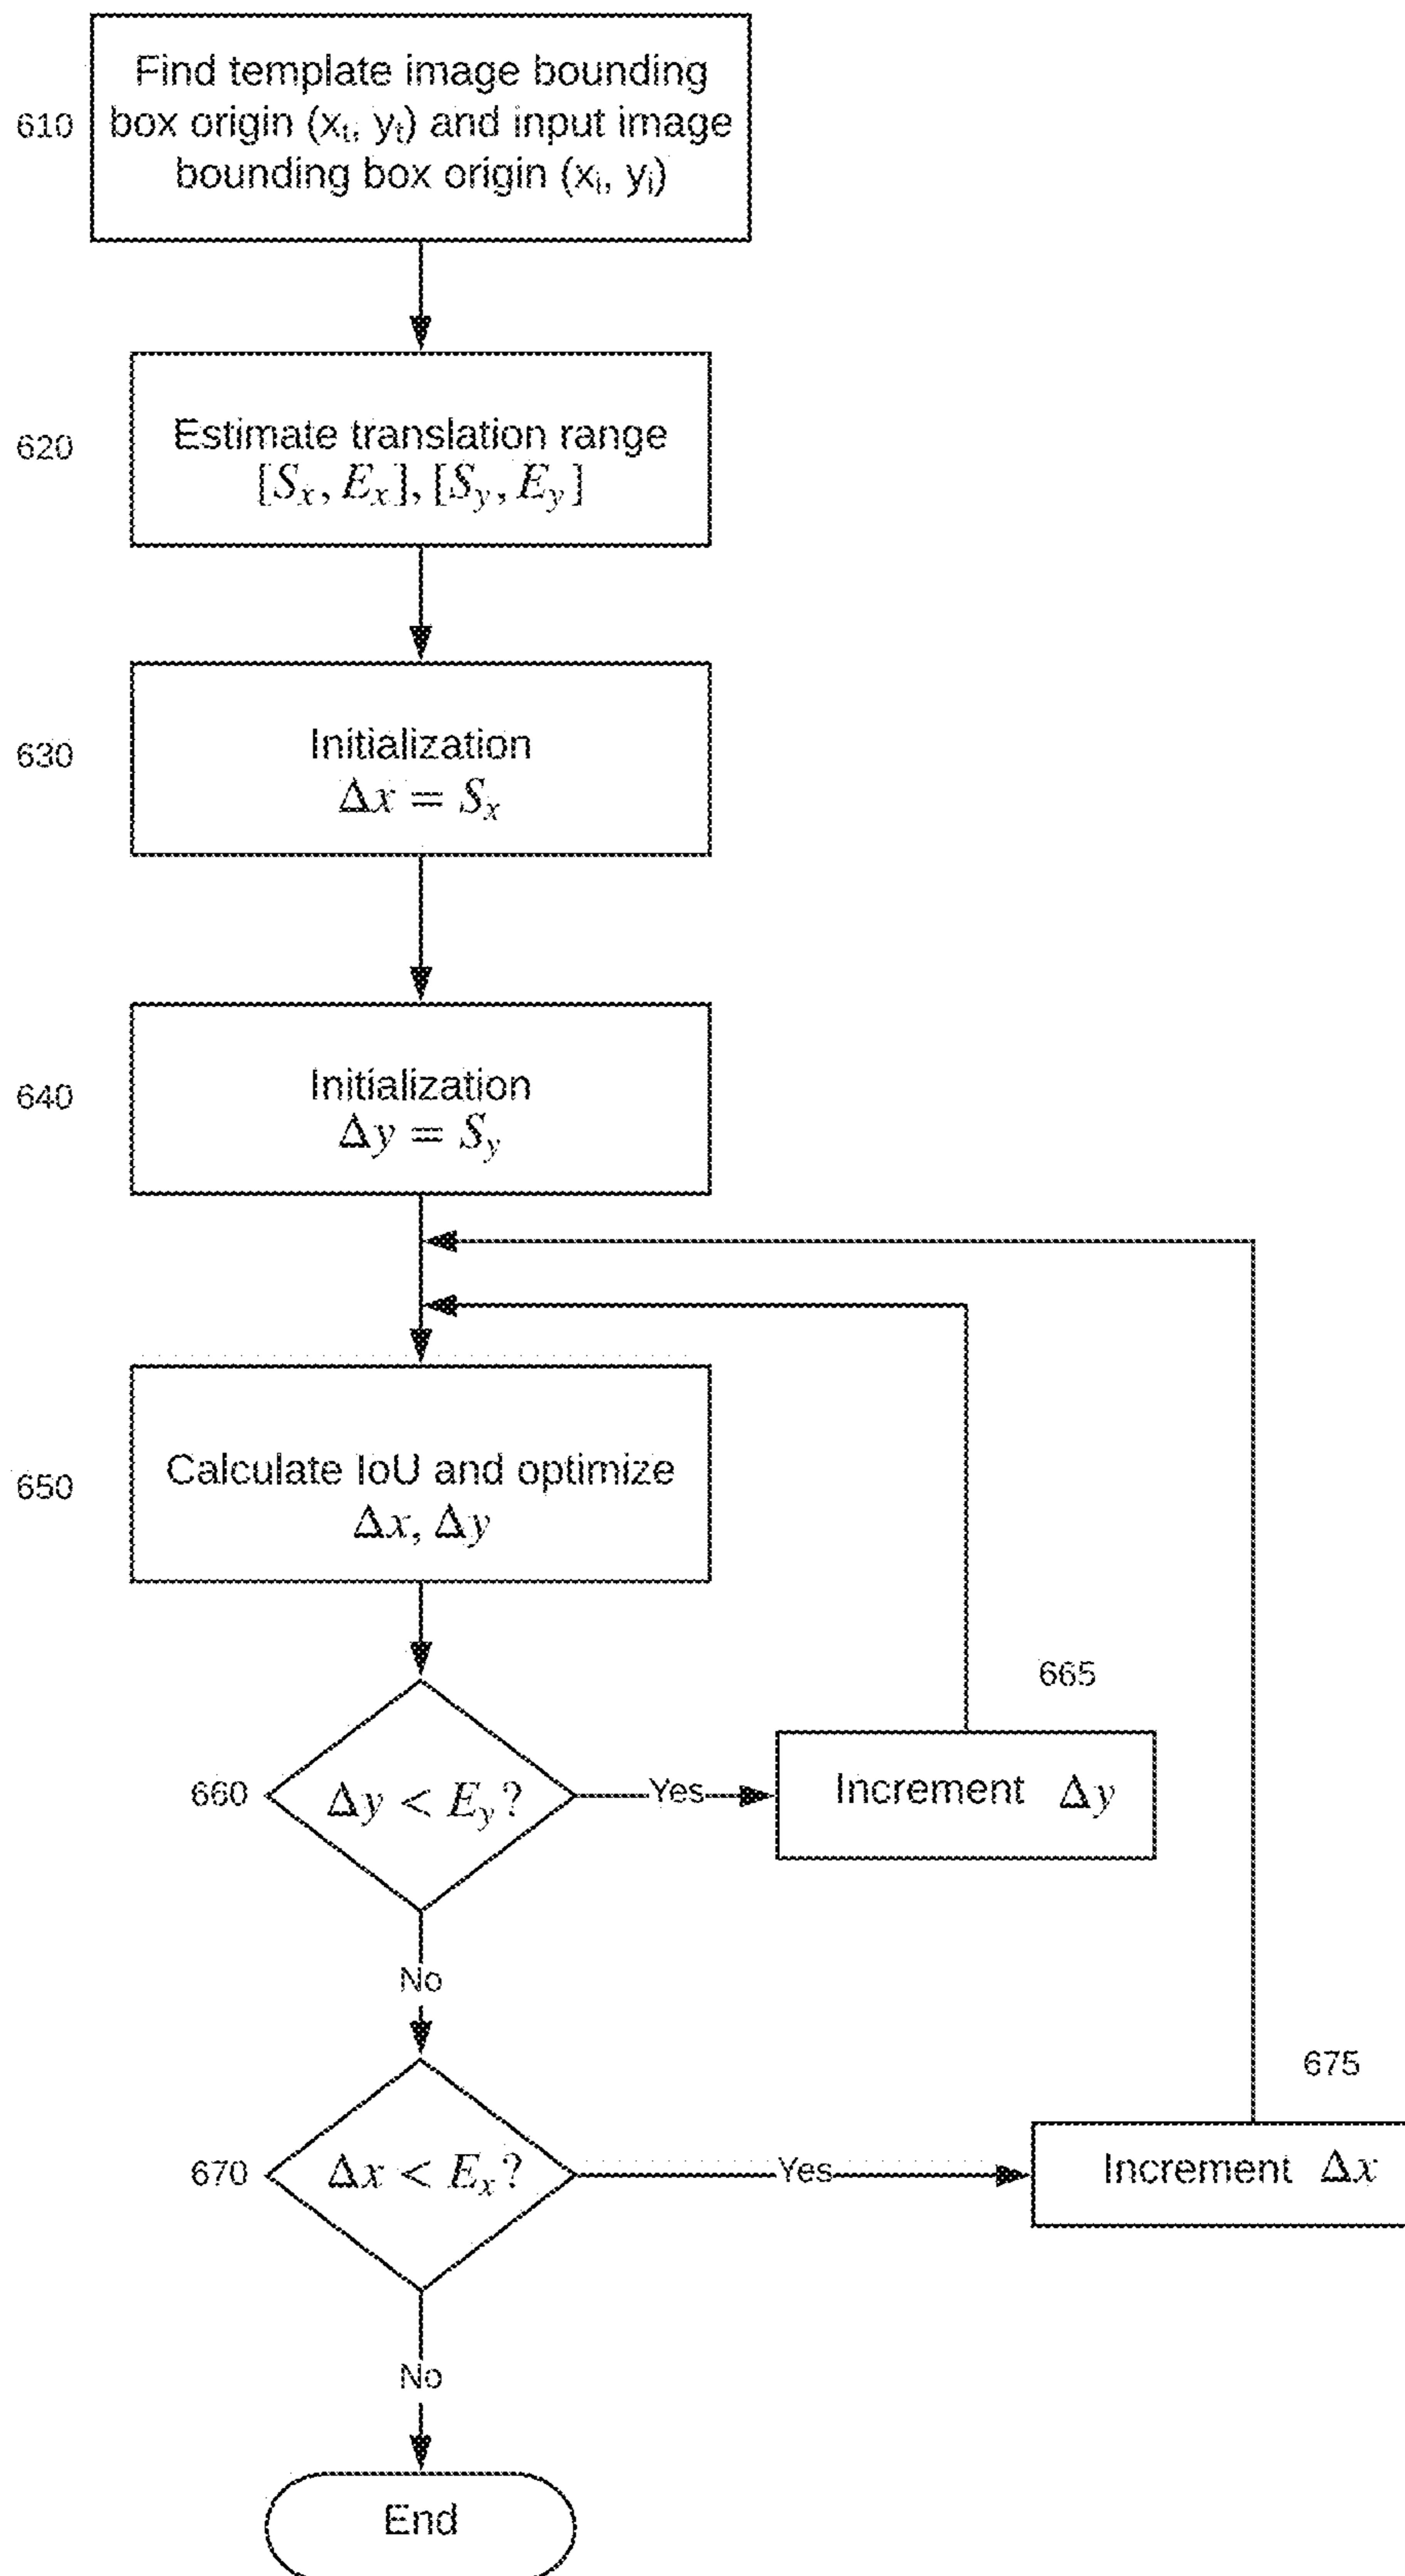 Find template image bounding
610 box origin (xt, yt) and input image
bounding box origin (xi, yi)
Estimate translation range
620
[Sx, Ex], [Sy, Ey]
Initialization
630
Δx = Sx
Initialization
640
Δy = Sy
Calculate IoU and optimize
650
Δx, Δy
665
660 Δy < Ey? Yes Increment Δy
No
675
670 Δx < Ex? Yes Increment Δx
No
End